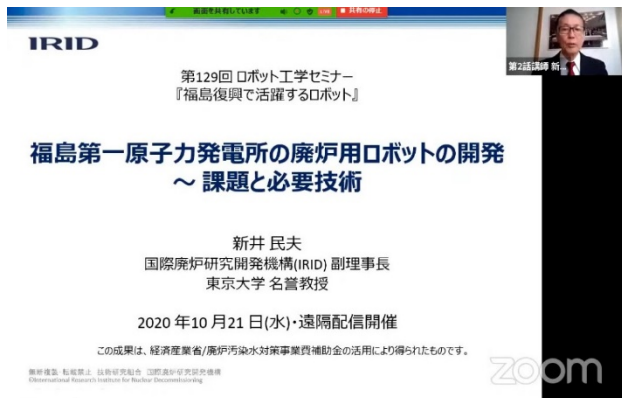 画面を共有しています
共有の停止
IRID
第2話講師 新...
第129回 ロボット工学セミナー
『福島復興で活躍するロボット』
福島第一原子力発電所の廃炉用ロボットの開発
～ 課題と必要技術
新井 民夫
国際廃炉研究開発機構(IRID) 副理事長
東京大学 名誉教授
2020 年10 月21 日(水)・遠隔配信開催
この成果は、経済産業省/廃炉汚染水対策事業費補助金の活用により得られたものです。
無断複製・転載禁止 技術研究組合 国際廃炉研究開発機構
©International Research Institute for Nuclear Decommissioning
zoom